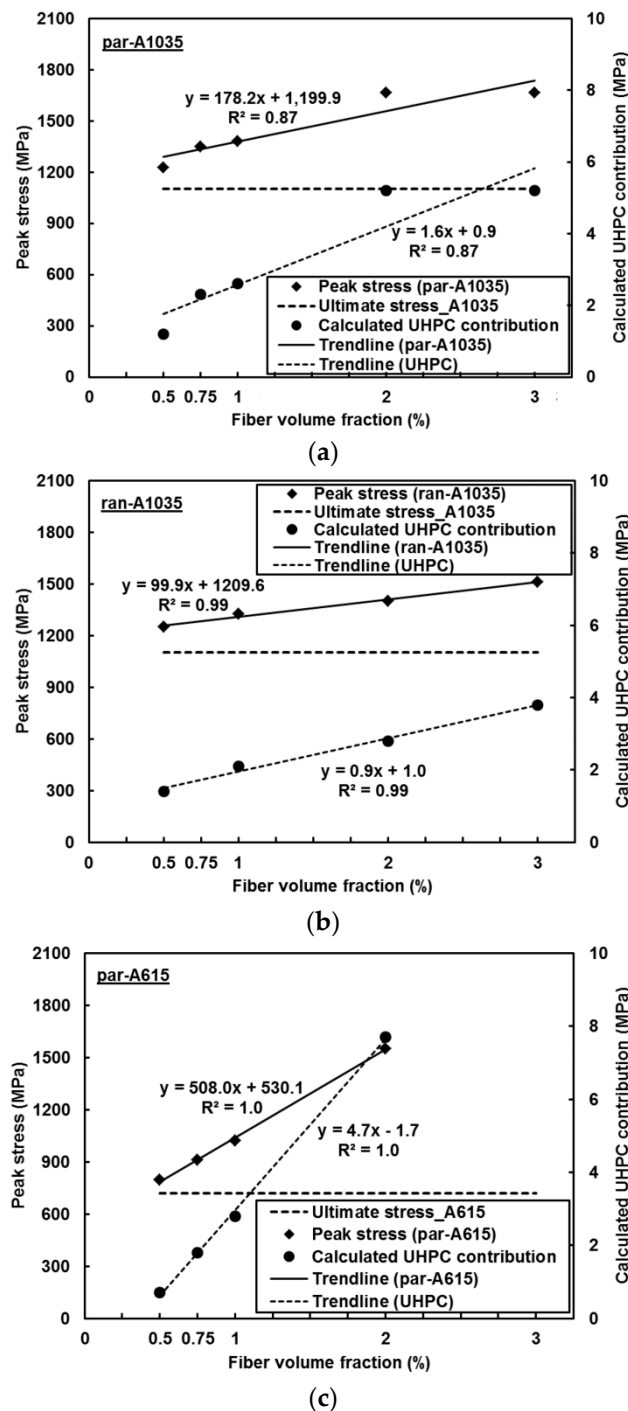 par-A1035
2100
1800
1500
1200
900
600
300
0
10
8
6
4
2
0
Peak stress (MPa)
Calculated UHPC contribution (MPa)
y = 178.2x + 1,199.9
R² = 0.87
y = 1.6x + 0.9
R² = 0.87
Peak stress (par-A1035)
Ultimate stress_A1035
Calculated UHPC contribution
Trendline (par-A1035)
Trendline (UHPC)
0 0.5 0.75 1 2 3
Fiber volume fraction (%)
(a)
ran-A1035
2100
1800
1500
1200
900
600
300
0
10
8
6
4
2
0
Peak stress (MPa)
Calculated UHPC contribution (MPa)
Peak stress (ran-A1035)
Ultimate stress_A1035
Calculated UHPC contribution
Trendline (ran-A1035)
Trendline (UHPC)
y = 99.9x + 1209.6
R² = 0.99
y = 0.9x + 1.0
R² = 0.99
0 0.5 0.75 1 2 3
Fiber volume fraction (%)
(b)
par-A615
2100
1800
1500
1200
900
600
300
0
10
8
6
4
2
0
Peak stress (MPa)
Calculated UHPC contribution (MPa)
y = 508.0x + 530.1
R² = 1.0
y = 4.7x - 1.7
R² = 1.0
Ultimate stress_A615
Peak stress (par-A615)
Calculated UHPC contribution
Trendline (par-A615)
Trendline (UHPC)
0 0.5 0.75 1 2 3
Fiber volume fraction (%)
(c)